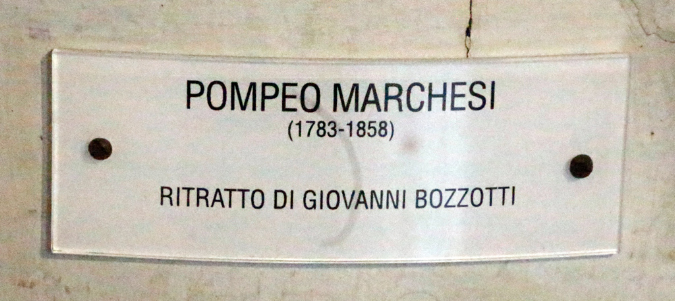 POMPEO MARCHESI
(1783-1858)
RITRATTO DI GIOVANNI BOZZOTTI